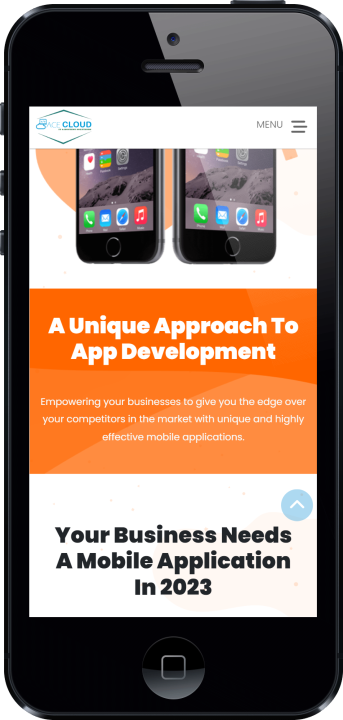 ACE CLOUD
MENU
A Unique Approach To
App Development
Empowering your businesses to give you the edge over
your competitors in the market with unique and highly
effective mobile applications.
Your Business Needs
A Mobile Application
In 2023